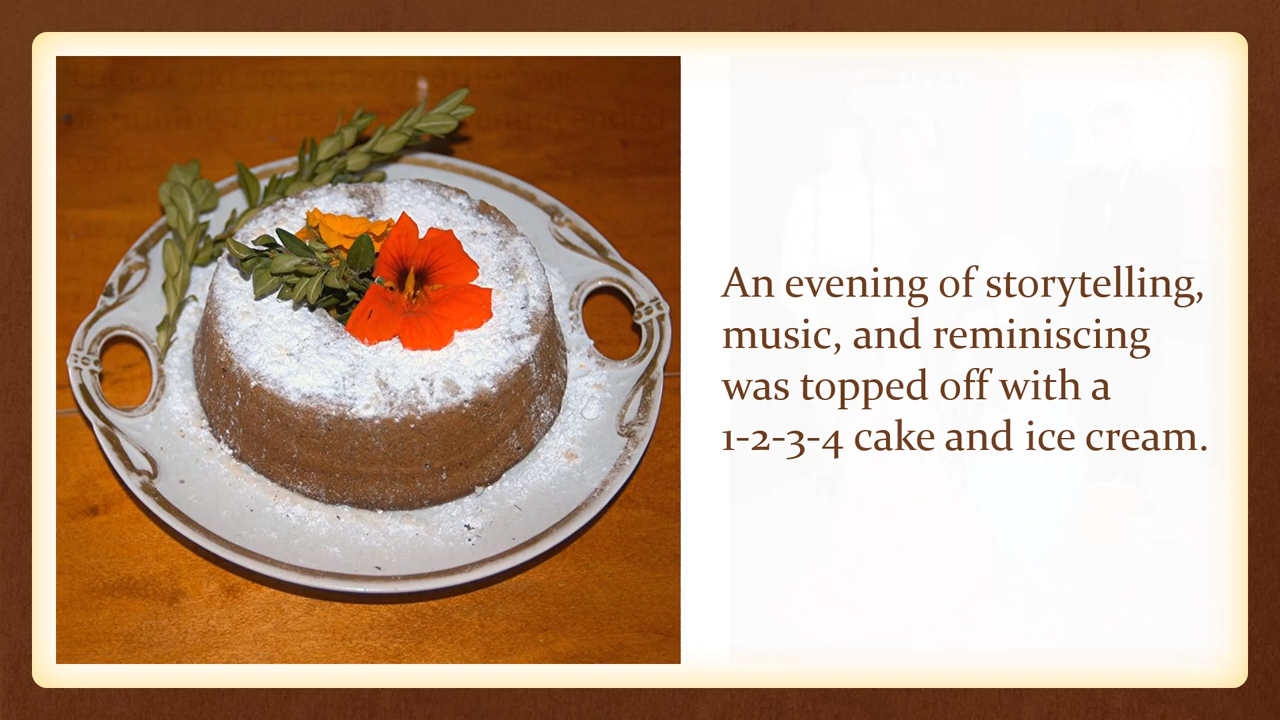 An evening of storytelling,
music, and reminiscing
was topped off with a
1-2-3-4 cake and ice cream.